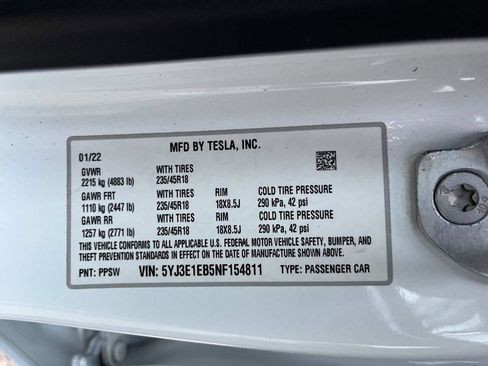 MFD BY TESLA, INC.
01/22
GVWR WITH TIRES
2215 kg (4883 lb) 235/45R18
GAWR FRT WITH TIRES RIM COLD TIRE PRESSURE
1110 kg (2447 lb) 235/45R18 18X8.5J 290 kPa, 42 psi
GAWR RR WITH TIRES RIM COLD TIRE PRESSURE
1257 kg (2771 lb) 235/45R18 18X8.5J 290 kPa, 42 psi
THIS VEHICLE CONFORMS TO ALL APPLICABLE U.S. FEDERAL MOTOR VEHICLE SAFETY, BUMPER, AND
THEFT PREVENTION STANDARDS IN EFFECT ON THE DATE OF MANUFACTURE SHOWN ABOVE.
PNT: PPSW VIN: 5YJ3E1EB5NF154811 TYPE: PASSENGER CAR